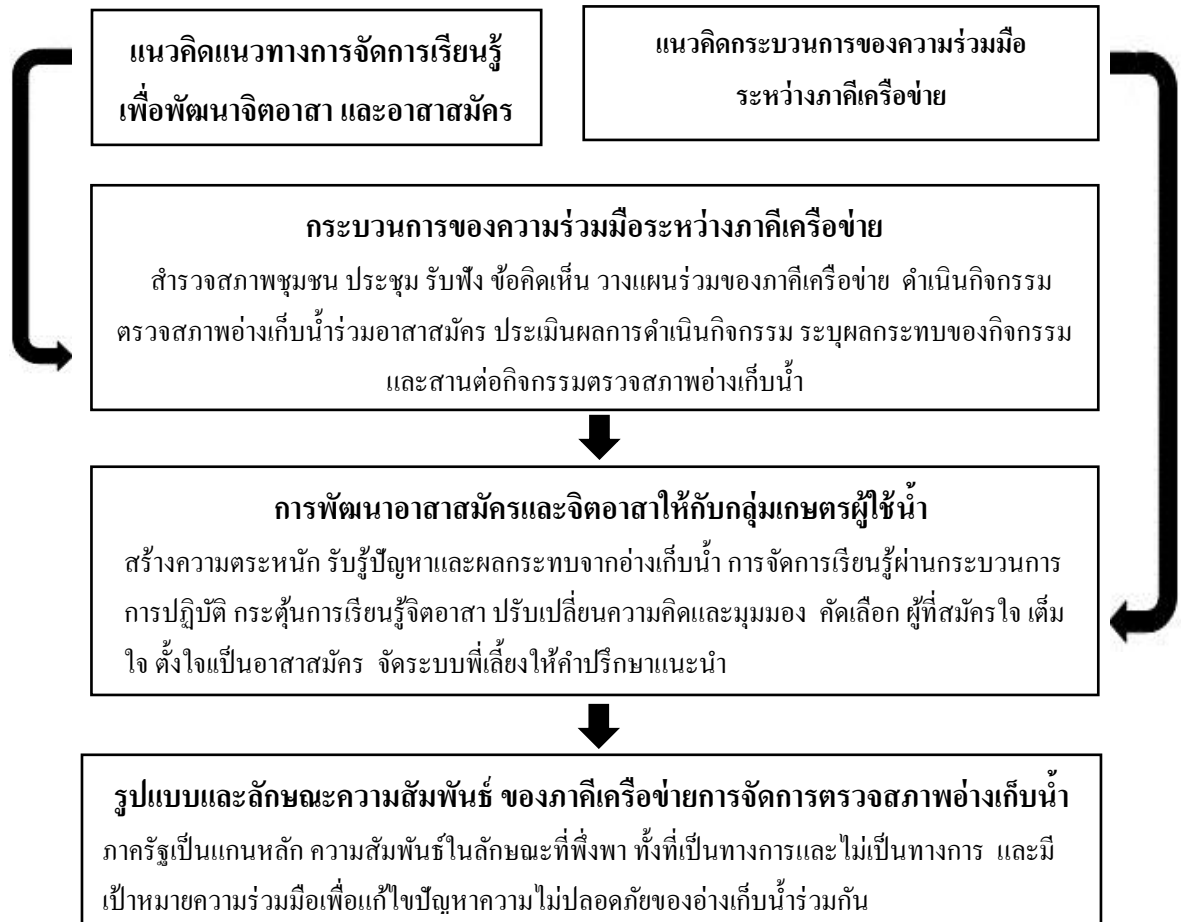 แนวคิดแนวทางการจัดการเรียนรู้
เพื่อพัฒนาจิตอาสา และอาสาสมัคร
แนวคิดกระบวนการของความร่วมมือ
ระหว่างภาคีเครือข่าย
กระบวนการของความร่วมมือระหว่างภาคีเครือข่าย
สำรวจสภาพชุมชน ประชุม รับฟัง ข้อคิดเห็น วางแผนร่วมของภาคีเครือข่าย ดำเนินกิจกรรม
ตรวจสภาพอ่างเก็บน้ำร่วมอาสาสมัคร ประเมินผลการดำเนินกิจกรรม ระบุผลกระทบของกิจกรรม
และสานต่อกิจกรรมตรวจสภาพอ่างเก็บน้ำ
การพัฒนาอาสาสมัครและจิตอาสาให้กับกลุ่มเกษตรผู้ใช้น้ำ
สร้างความตระหนัก รับรู้ปัญหาและผลกระทบจากอ่างเก็บน้ำ การจัดการเรียนรู้ผ่านกระบวนการ
การปฏิบัติ กระตุ้นการเรียนรู้จิตอาสา ปรับเปลี่ยนความคิดและมุมมอง คัดเลือก ผู้ที่สมัครใจ เต็ม
ใจ ตั้งใจแป็นอาสาสมัคร จัดระบบพี่เลี้ยงให้คำปรึกษาแนะนำ
รูปแบบและลักษณะความสัมพันธ์ ของภาคีเครือข่ายการจัดการตรวจสภาพอ่างเก็บน้ำ
ภาครัฐเป็นแกนหลัก ความสัมพันธ์ในลักษณะที่พึ่งพา ทั้งที่เป็นทางการและไม่เป็นทางการ และมี
เป้าหมายความร่วมมือเพื่อแก้ไขปัญหาความไม่ปลอดภัยของอ่างเก็บน้ำร่วมกัน